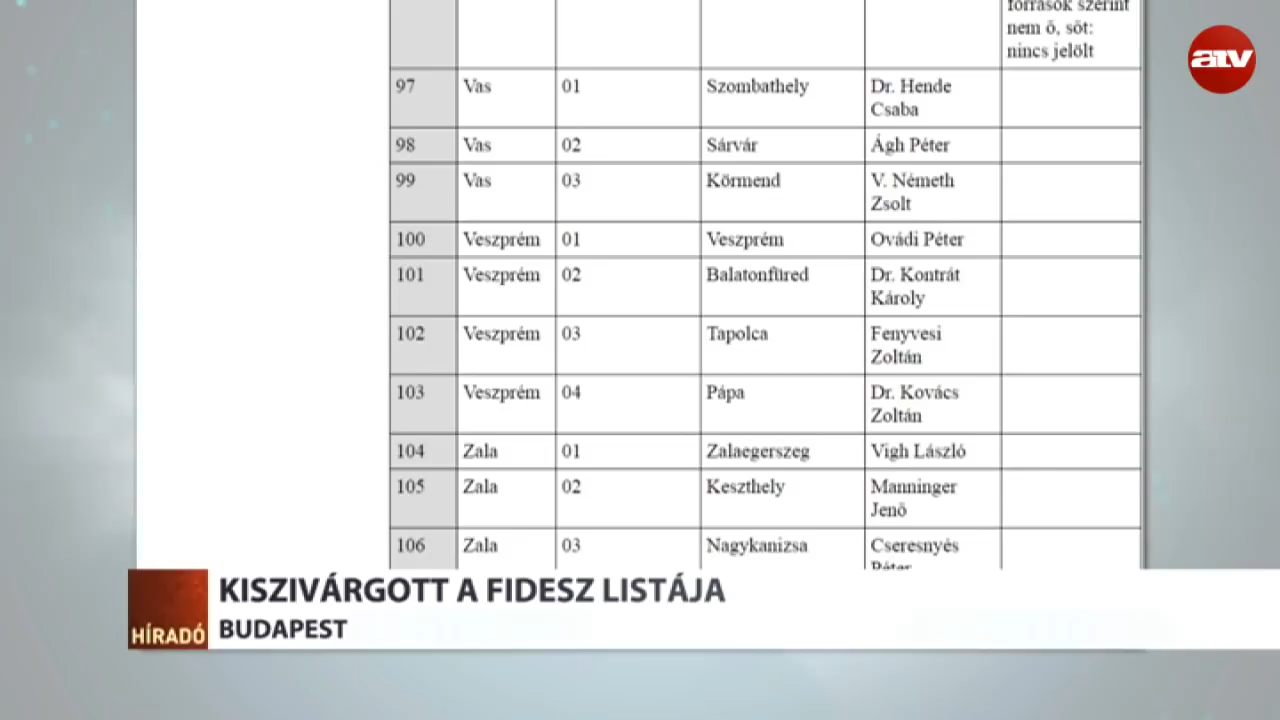 források szerint
nem ő, sőt:
nincs jelölt
atv
97 Vas 01 Szombathely Dr. Hende
Csaba
98 Vas 02 Sárvár Ágh Péter
99 Vas 03 Körmend V. Németh
Zsolt
100 Veszprém 01 Veszprém Ovádi Péter
101 Veszprém 02 Balatonfüred Dr. Kontrát
Károly
102 Veszprém 03 Tapolca Fenyvesi
Zoltán
103 Veszprém 04 Pápa Dr. Kovács
Zoltán
104 Zala 01 Zalaegerszeg Vigh László
105 Zala 02 Keszthely Manninger
Jenő
106 Zala 03 Nagykanizsa Cseresnyés
Péter
KISZIVÁRGOTT A FIDESZ LISTÁJA
HÍRADÓ BUDAPEST